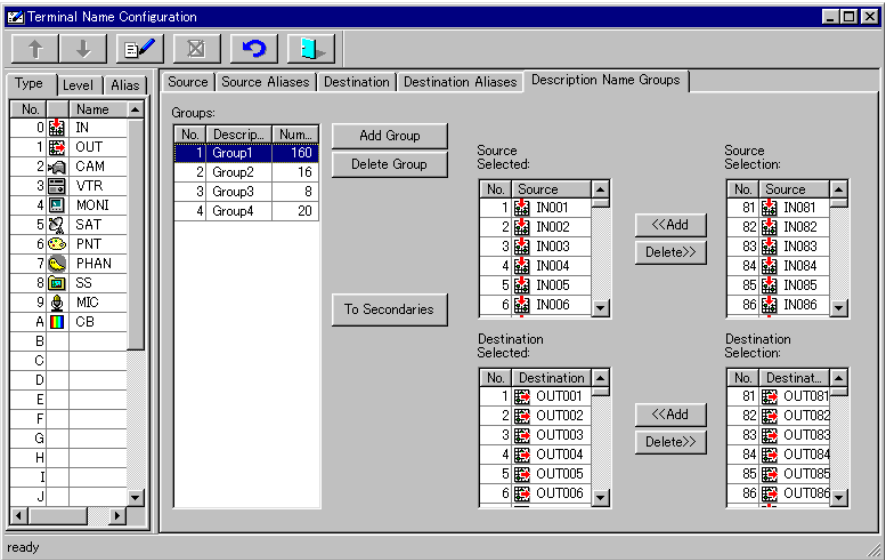 Terminal Name Configuration
Type Level Alias
No. Name
0 IN
1 OUT
2 CAM
3 VTR
4 MONI
5 SAT
6 PNT
7 PHAN
8 SS
9 MIC
A CB
B
C
D
E
F
G
H
I
J
Source Source Aliases Destination Destination Aliases Description Name Groups
Groups:
No. Descrip... Num...
1 Group1 160
2 Group2 16
3 Group3 8
4 Group4 20
Add Group
Delete Group
To Secondaries
Source
Selected:
No. Source
1 IN001
2 IN002
3 IN003
4 IN004
5 IN005
6 IN006
<<Add
Delete>>
Source
Selection:
No. Source
81 IN081
82 IN082
83 IN083
84 IN084
85 IN085
86 IN086
Destination
Selected:
No. Destination
1 OUT001
2 OUT002
3 OUT003
4 OUT004
5 OUT005
6 OUT006
<<Add
Delete>>
Destination
Selection:
No. Destinat...
81 OUT081
82 OUT082
83 OUT083
84 OUT084
85 OUT085
86 OUT086
ready